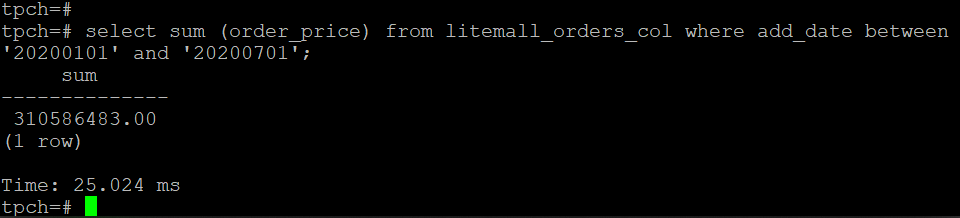 tpch=#
tpch=# select sum (order_price) from litemall_orders_col where add_date between
'20200101' and '20200701';
     sum
--------------
 310586483.00
(1 row)

Time: 25.024 ms
tpch=#